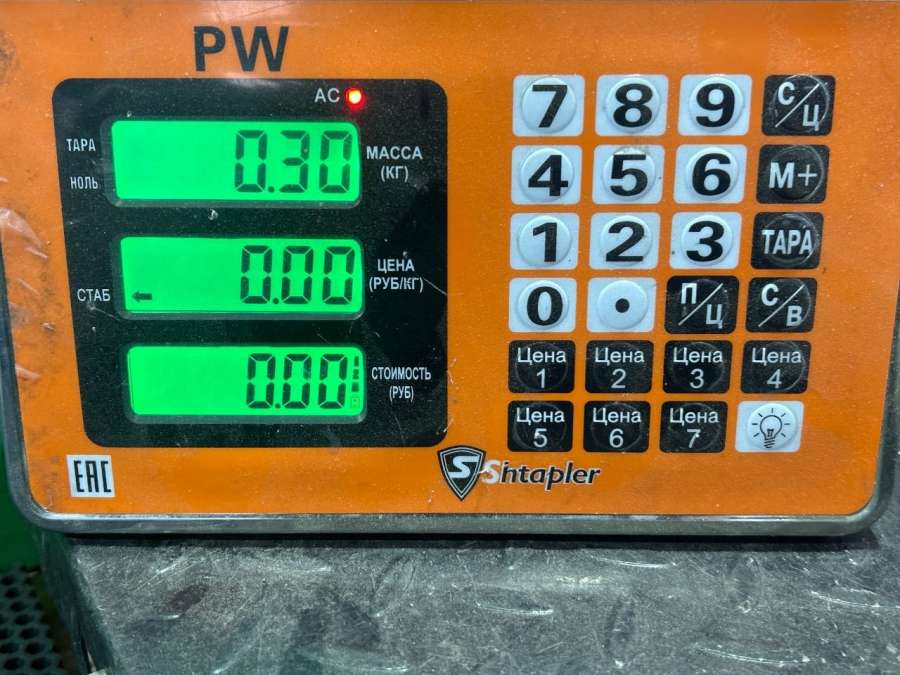 PW
AC
ТАРА
НОЛЬ
0.30
МАССА
(КГ)
СТАБ
0.00
ЦЕНА
(РУБ/КГ)
0.00
СТОИМОСТЬ
(РУБ)
7 8 9 С/Ц
4 5 6 М+
1 2 3 ТАРА
0 . П/Ц С/В
Цена 1 Цена 2 Цена 3 Цена 4
Цена 5 Цена 6 Цена 7
EAC
S Shtapler